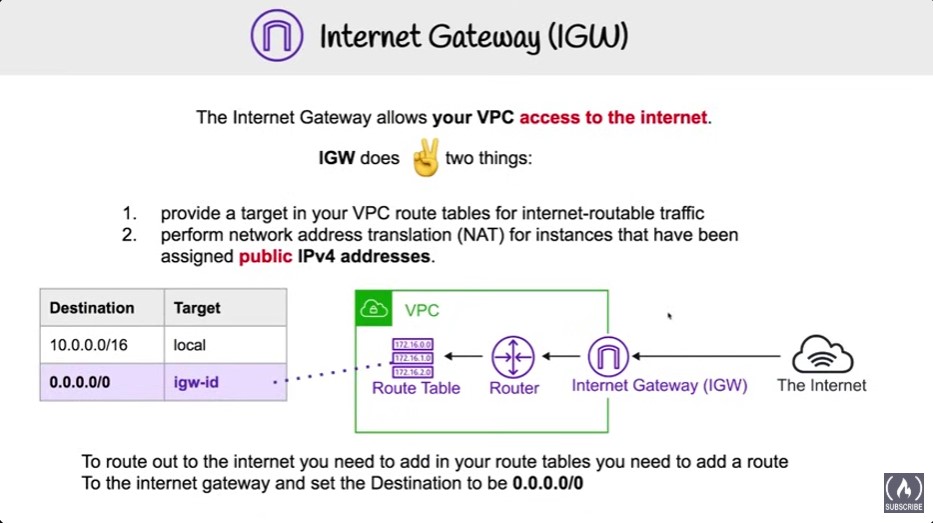 Internet Gateway (IGW)
The Internet Gateway allows your VPC access to the internet.
IGW does two things:
1. provide a target in your VPC route tables for internet-routable traffic
2. perform network address translation (NAT) for instances that have been
assigned public IPv4 addresses.
Destination Target
10.0.0.0/16 local
0.0.0.0/0 igw-id
VPC
172.16.0.0
172.16.1.0
172.16.2.0
Route Table
Router
Internet Gateway (IGW)
The Internet
To route out to the internet you need to add in your route tables you need to add a route
To the internet gateway and set the Destination to be 0.0.0.0/0
SUBSCRIBE